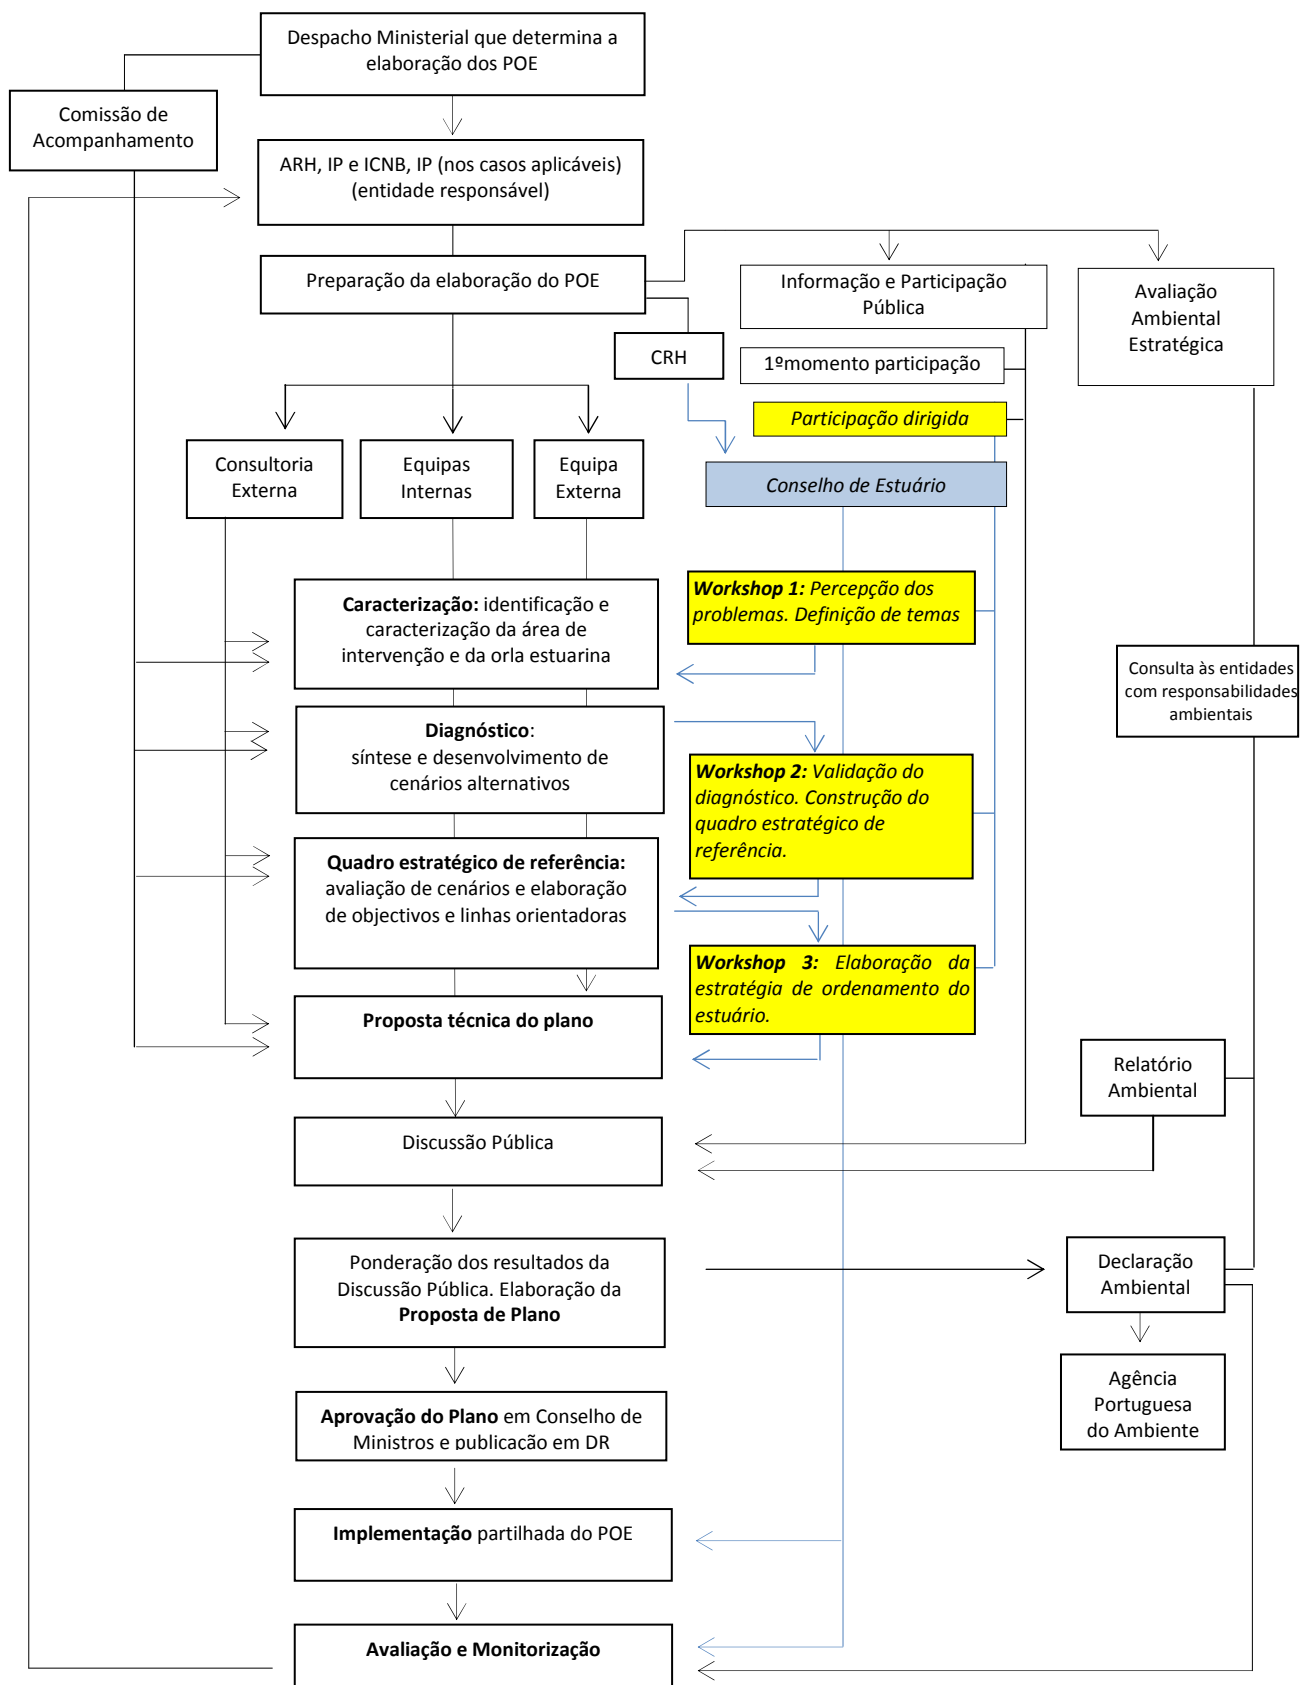 Despacho Ministerial que determina a
elaboração dos POE
Comissão de
Acompanhamento
ARH, IP e ICNB, IP (nos casos aplicáveis)
(entidade responsável)
Preparação da elaboração do POE
Informação e Participação
Pública
Avaliação
Ambiental
Estratégica
CRH
1ºmomento participação
Participação dirigida
Consultoria
Externa
Equipas
Internas
Equipa
Externa
Conselho de Estuário
Caracterização: identificação e
caracterização da área de
intervenção e da orla estuarina
Workshop 1: Percepção dos
problemas. Definição de temas
Consulta às entidades
com responsabilidades
ambientais
Diagnóstico:
síntese e desenvolvimento de
cenários alternativos
Workshop 2: Validação do
diagnóstico. Construção do
quadro estratégico de
referência.
Quadro estratégico de referência:
avaliação de cenários e elaboração
de objectivos e linhas orientadoras
Workshop 3: Elaboração da
estratégia de ordenamento do
estuário.
Proposta técnica do plano
Relatório
Ambiental
Discussão Pública
Ponderação dos resultados da
Discussão Pública. Elaboração da
Proposta de Plano
Declaração
Ambiental
Agência
Portuguesa
do Ambiente
Aprovação do Plano em Conselho de
Ministros e publicação em DR
Implementação partilhada do POE
Avaliação e Monitorização